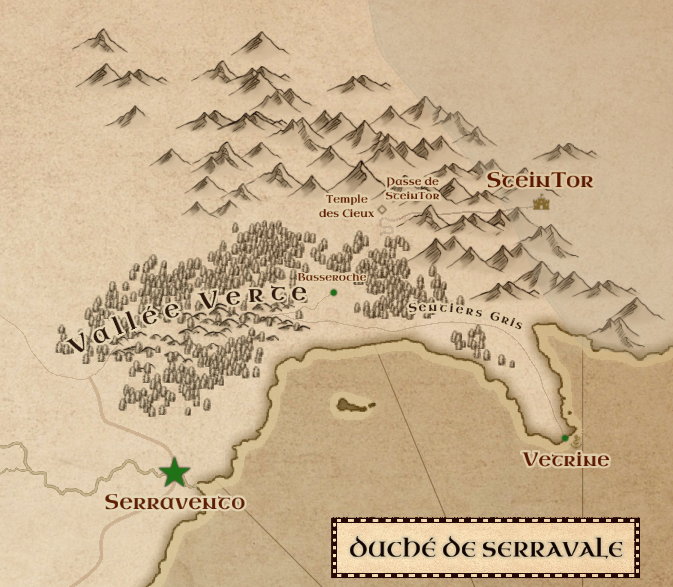 SteinTor
Passe de
SteinTor
Temple
des Cieux
Basseroche
Vallée Verte
Sentiers Gris
Vetrine
Serravento
duché de serravale